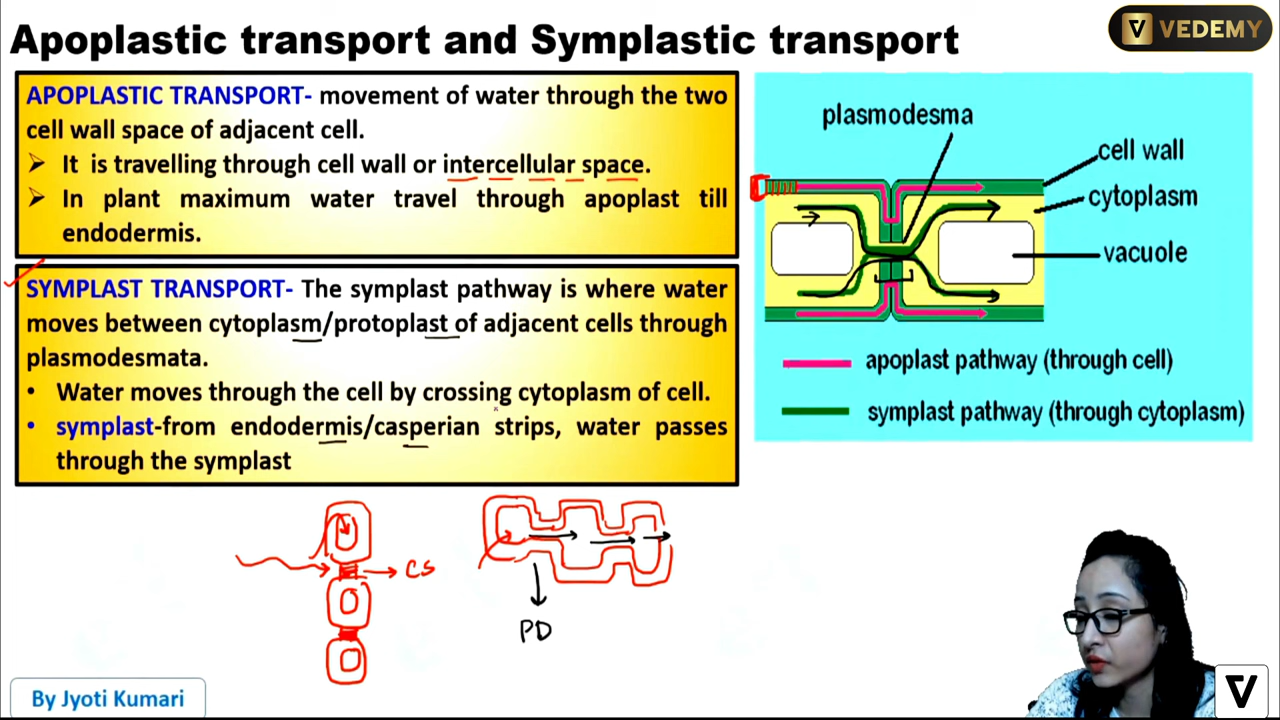 Apoplastic transport and Symplastic transport
VEDEMY
APOPLASTIC TRANSPORT- movement of water through the two
cell wall space of adjacent cell.
➢ It is travelling through cell wall or intercellular space.
➢ In plant maximum water travel through apoplast till
endodermis.
SYMPLAST TRANSPORT- The symplast pathway is where water
moves between cytoplasm/protoplast of adjacent cells through
plasmodesmata.
• Water moves through the cell by crossing cytoplasm of cell.
• symplast-from endodermis/casperian strips, water passes
through the symplast
plasmodesma
cell wall
cytoplasm
vacuole
apoplast pathway (through cell)
symplast pathway (through cytoplasm)
CS
PD
By Jyoti Kumari